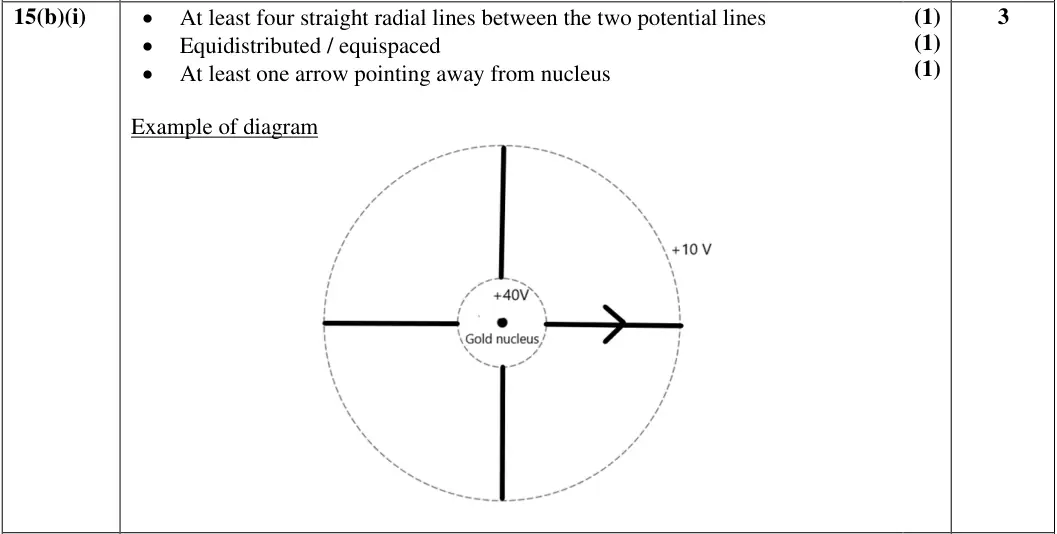 15(b)(i)
• At least four straight radial lines between the two potential lines (1)
• Equidistributed / equispaced (1)
• At least one arrow pointing away from nucleus (1)
3
Example of diagram
+10 V
+40V
Gold nucleus